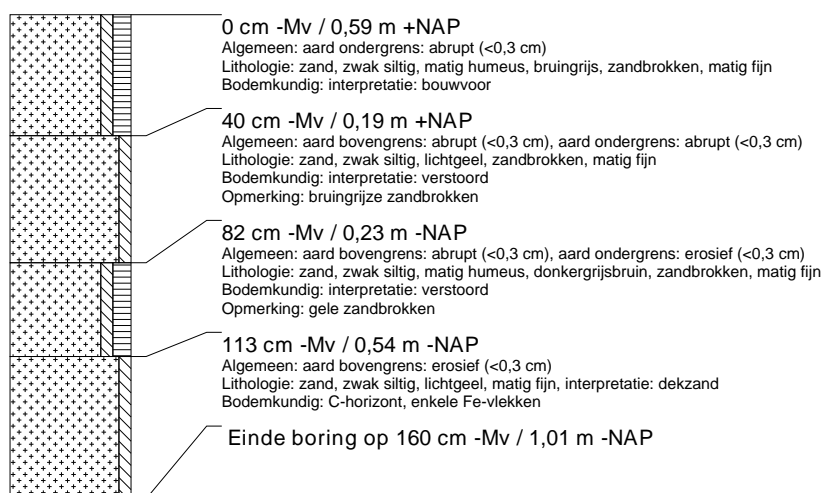 0 cm -Mv / 0,59 m +NAP
Algemeen: aard ondergrens: abrupt (<0,3 cm)
Lithologie: zand, zwak siltig, matig humeus, bruingrijs, zandbrokken, matig fijn
Bodemkundig: interpretatie: bouwvoor
40 cm -Mv / 0,19 m +NAP
Algemeen: aard bovengrens: abrupt (<0,3 cm), aard ondergrens: abrupt (<0,3 cm)
Lithologie: zand, zwak siltig, lichtgeel, zandbrokken, matig fijn
Bodemkundig: interpretatie: verstoord
Opmerking: bruingrijze zandbrokken
82 cm -Mv / 0,23 m -NAP
Algemeen: aard bovengrens: abrupt (<0,3 cm), aard ondergrens: erosief (<0,3 cm)
Lithologie: zand, zwak siltig, matig humeus, donkergrijsbruin, zandbrokken, matig fijn
Bodemkundig: interpretatie: verstoord
Opmerking: gele zandbrokken
113 cm -Mv / 0,54 m -NAP
Algemeen: aard bovengrens: erosief (<0,3 cm)
Lithologie: zand, zwak siltig, lichtgeel, matig fijn, interpretatie: dekzand
Bodemkundig: C-horizont, enkele Fe-vlekken
Einde boring op 160 cm -Mv / 1,01 m -NAP